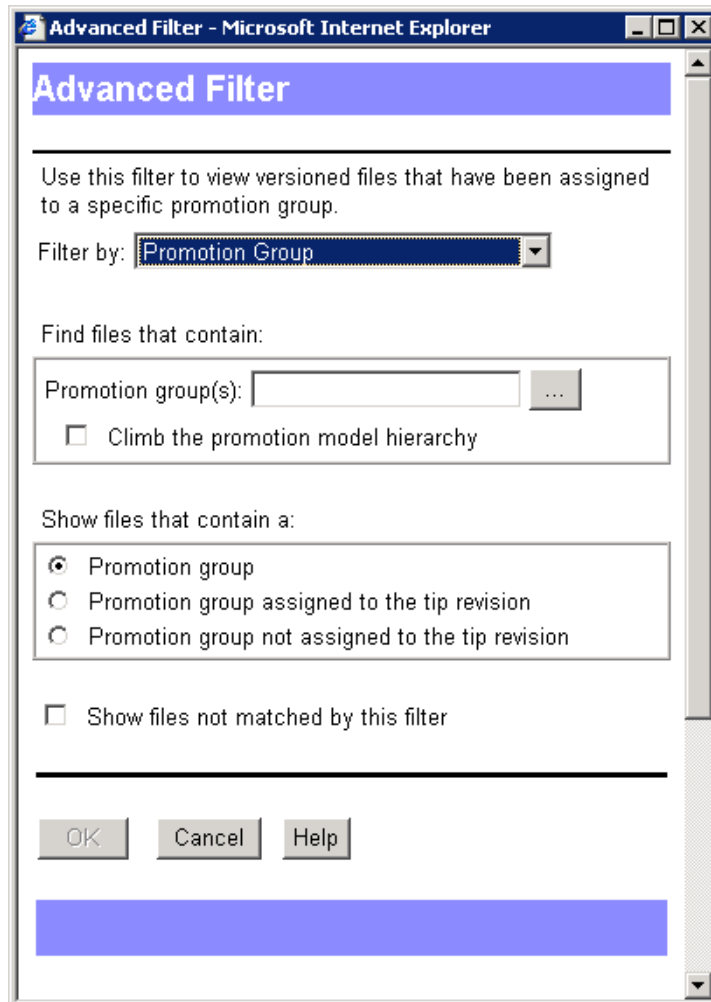 Advanced Filter - Microsoft Internet Explorer
Advanced Filter
Use this filter to view versioned files that have been assigned
to a specific promotion group.
Filter by: Promotion Group
Find files that contain:
Promotion group(s): ...
Climb the promotion model hierarchy
Show files that contain a:
Promotion group
Promotion group assigned to the tip revision
Promotion group not assigned to the tip revision
Show files not matched by this filter
OK Cancel Help